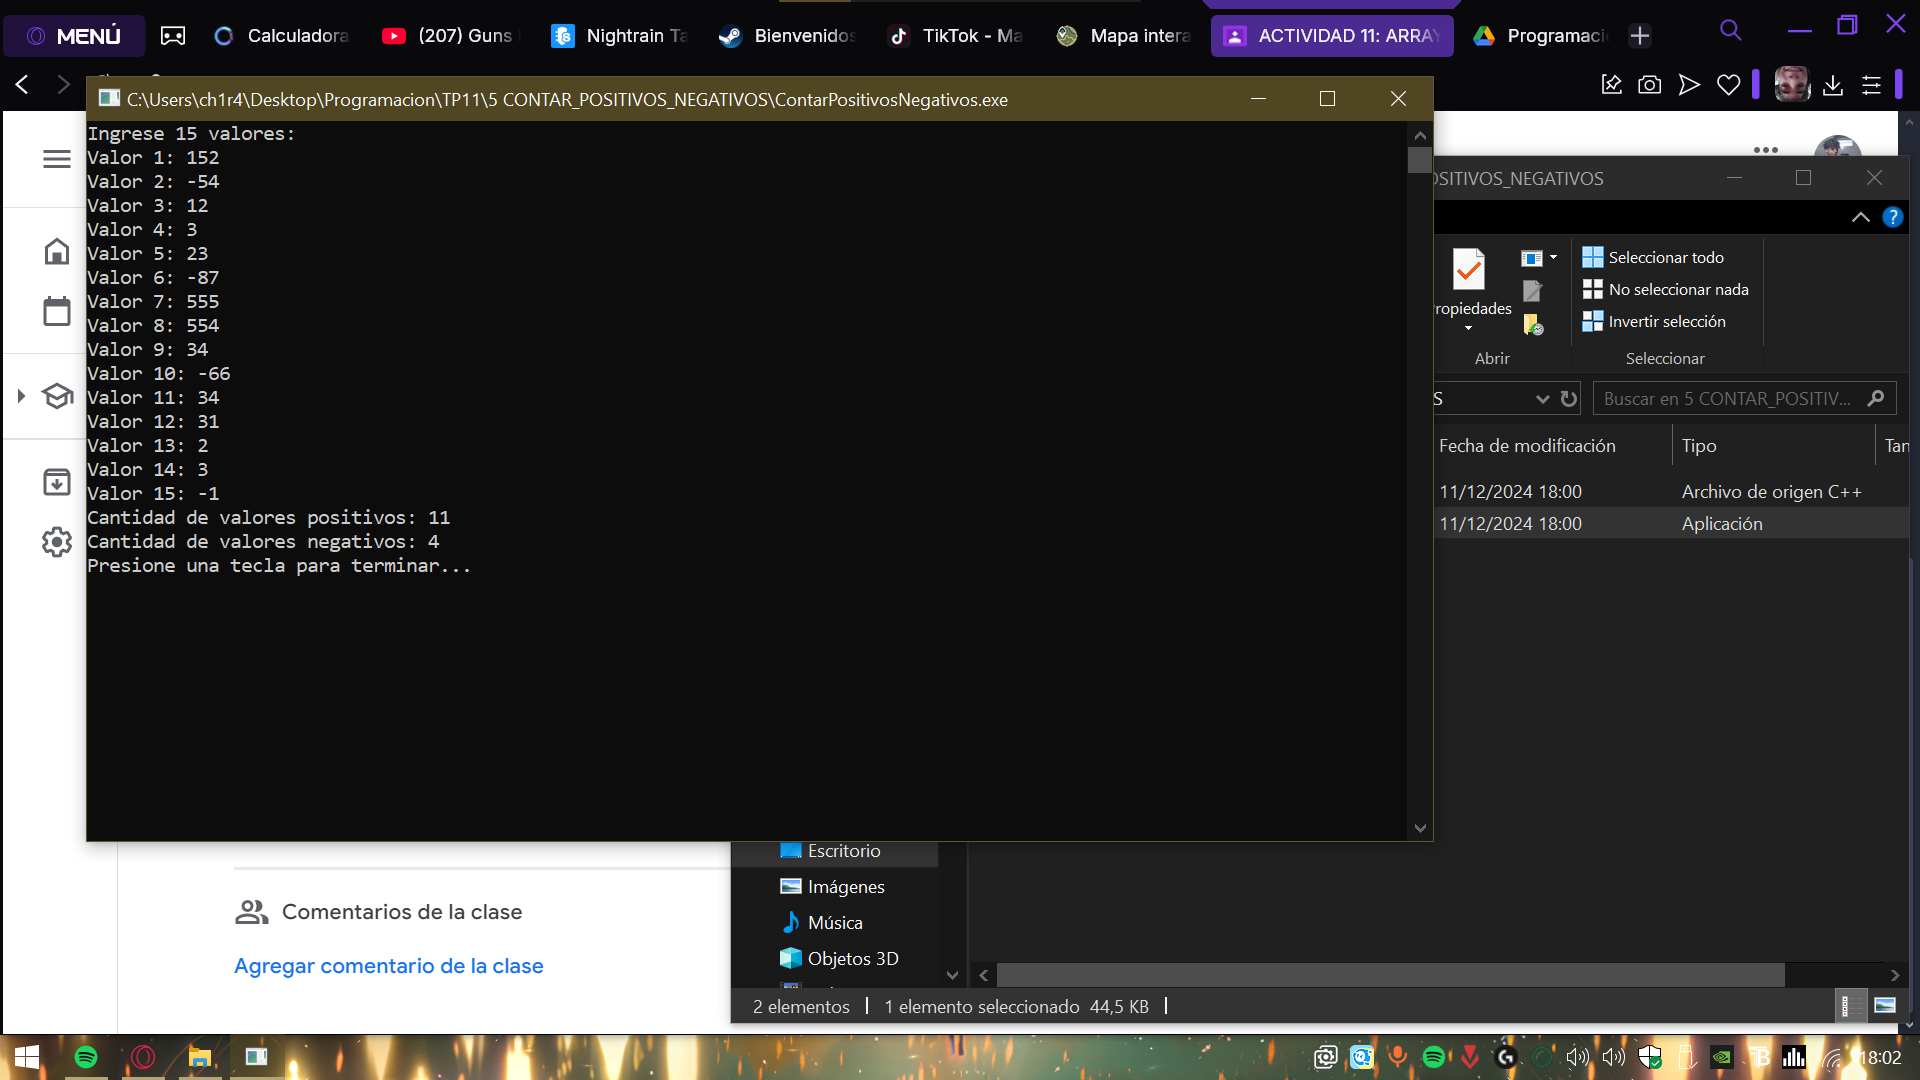 MENÚ
Calculadora
(207) Guns
Nightrain Ta
Bienvenidos
TikTok - Ma
Mapa intera
ACTIVIDAD 11: ARRAY
Programaci
C:\Users\ch1r4\Desktop\Programacion\TP11\5 CONTAR_POSITIVOS_NEGATIVOS\ContarPositivosNegativos.exe
Ingrese 15 valores:
Valor 1: 152
Valor 2: -54
Valor 3: 12
Valor 4: 3
Valor 5: 23
Valor 6: -87
Valor 7: 555
Valor 8: 554
Valor 9: 34
Valor 10: -66
Valor 11: 34
Valor 12: 31
Valor 13: 2
Valor 14: 3
Valor 15: -1
Cantidad de valores positivos: 11
Cantidad de valores negativos: 4
Presione una tecla para terminar...
OSITIVOS_NEGATIVOS
Seleccionar todo
No seleccionar nada
Invertir selección
ropiedades
Abrir
Seleccionar
S
Buscar en 5 CONTAR_POSITIV...
Fecha de modificación
Tipo
Tan
11/12/2024 18:00
Archivo de origen C++
11/12/2024 18:00
Aplicación
Escritorio
Imágenes
Música
Objetos 3D
2 elementos
1 elemento seleccionado 44,5 KB
Comentarios de la clase
Agregar comentario de la clase
18:02